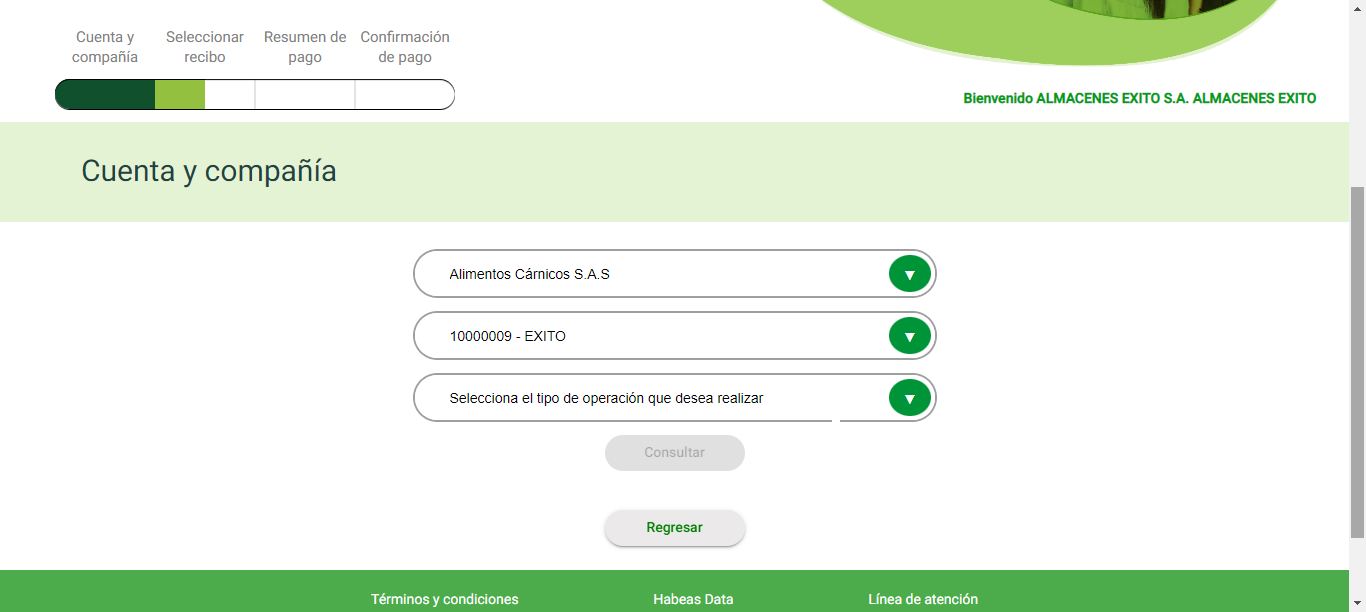 Cuenta y compañía
Seleccionar recibo
Resumen de pago
Confirmación de pago
Bienvenido ALMACENES EXITO S.A. ALMACENES EXITO
Cuenta y compañía
Alimentos Cárnicos S.A.S
10000009 - EXITO
Selecciona el tipo de operación que desea realizar
Consultar
Regresar
Términos y condiciones
Habeas Data
Línea de atención